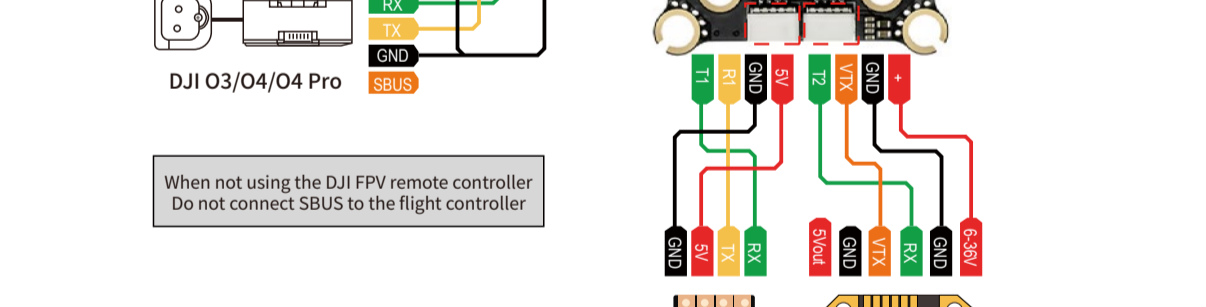 RX
TX
GND
SBUS
DJI O3/O4/O4 Pro
When not using the DJI FPV remote controller
Do not connect SBUS to the flight controller
T1
R1
GND
5V
T2
VTX
GND
+
GND
5V
TX
RX
5Vout
GND
VTX
RX
GND
6-36V